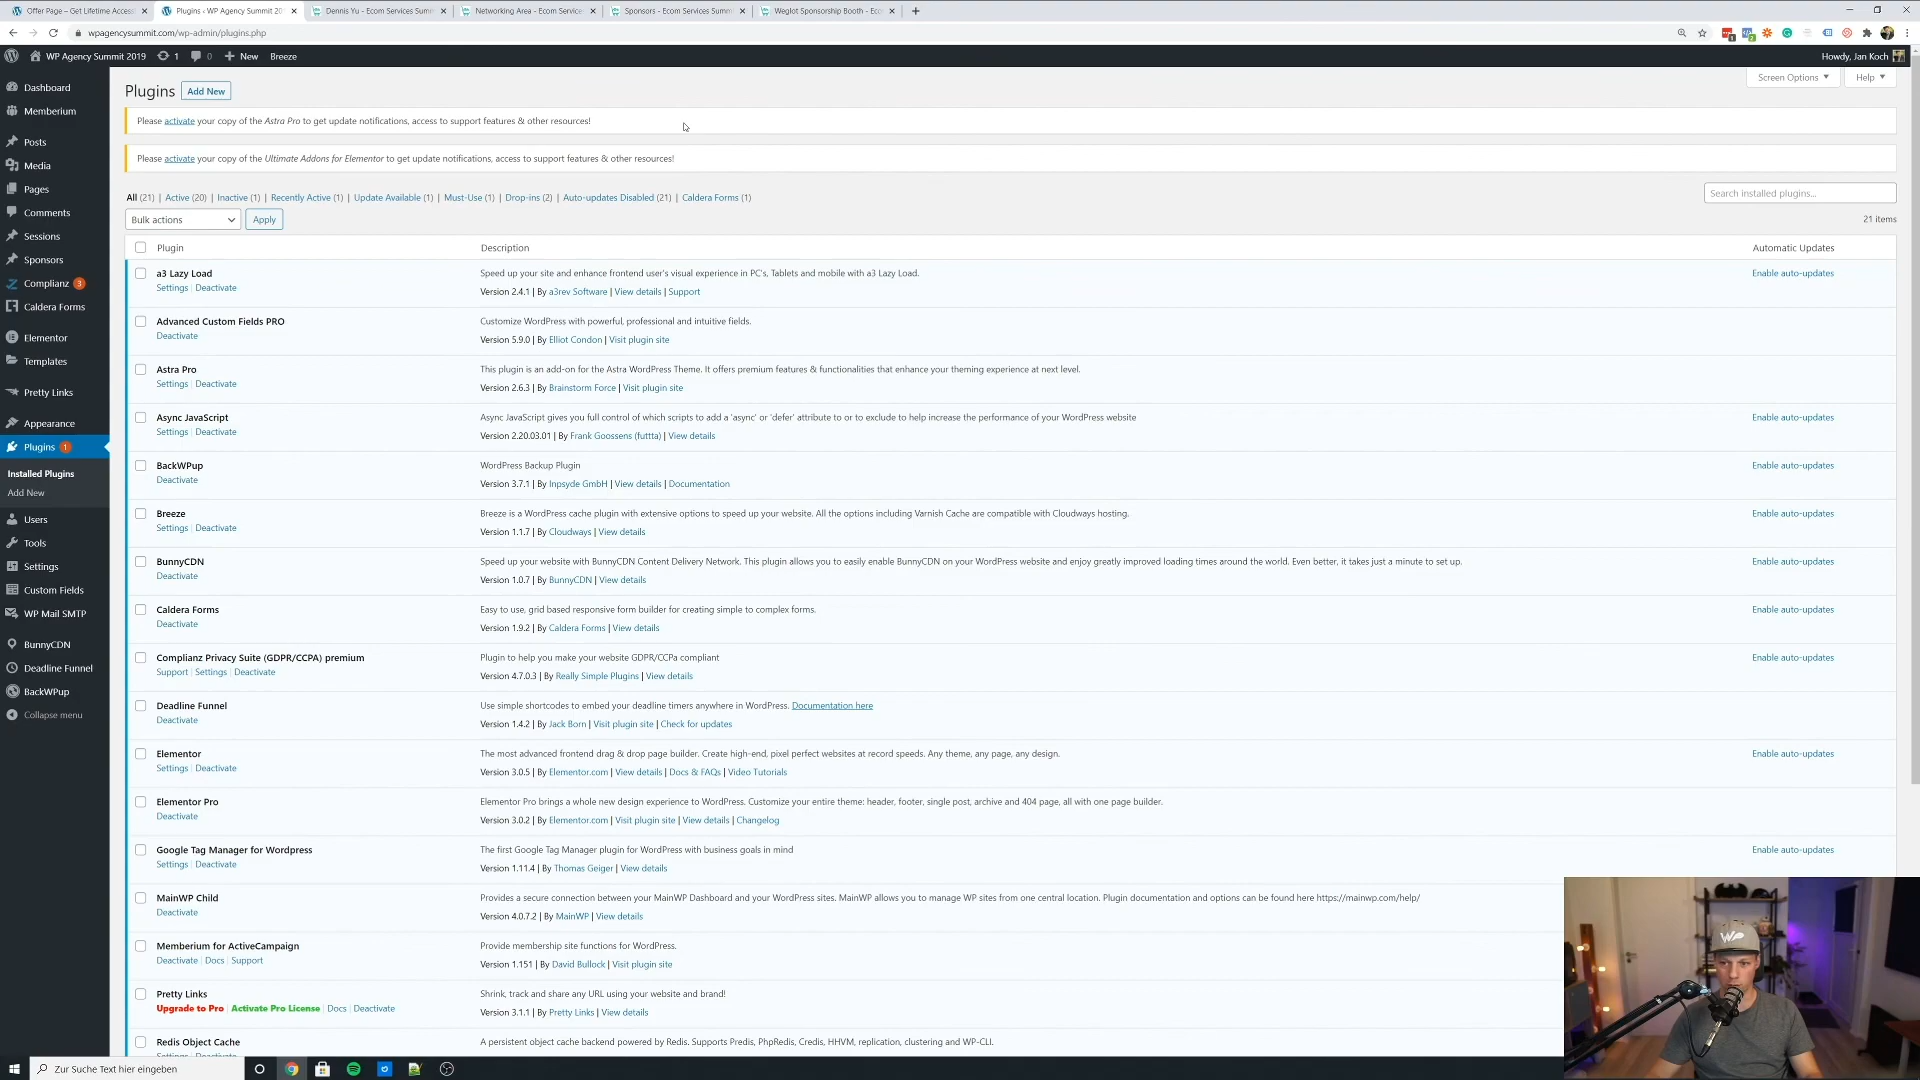 Offer Page – Get Lifetime Access
Plugins ‹ WP Agency Summit 20
Dennis Yu - Ecom Services Sum
Networking Area - Ecom Service
Sponsors - Ecom Services Summ
Weglot Sponsorship Booth - Ec
wpagencysummit.com/wp-admin/plugins.php
WP Agency Summit 2019
1
0
New
Breeze
Howdy, Jan Koch
Dashboard
Memberium
Posts
Media
Pages
Comments
Sessions
Sponsors
Complianz 3
Caldera Forms
Elementor
Templates
Pretty Links
Appearance
Plugins 1
Installed Plugins
Add New
Users
Tools
Settings
Custom Fields
WP Mail SMTP
BunnyCDN
Deadline Funnel
BackWPup
Collapse menu
Plugins
Add New
Screen Options
Help
Please activate your copy of the Astra Pro to get update notifications, access to support features & other resources!
Please activate your copy of the Ultimate Addons for Elementor to get update notifications, access to support features & other resources!
All (21) | Active (20) | Inactive (1) | Recently Active (1) | Update Available (1) | Must-Use (1) | Drop-ins (2) | Auto-updates Disabled (21) | Caldera Forms (1)
Search installed plugins...
Bulk actions
Apply
21 items
Plugin
Description
Automatic Updates
a3 Lazy Load
Speed up your site and enhance frontend user's visual experience in PC's, Tablets and mobile with a3 Lazy Load.
Enable auto-updates
Settings | Deactivate
Version 2.4.1 | By a3rev Software | View details | Support
Advanced Custom Fields PRO
Customize WordPress with powerful, professional and intuitive fields.
Deactivate
Version 5.9.0 | By Elliot Condon | Visit plugin site
Astra Pro
This plugin is an add-on for the Astra WordPress Theme. It offers premium features & functionalities that enhance your theming experience at next level.
Settings | Deactivate
Version 2.6.3 | By Brainstorm Force | Visit plugin site
Async JavaScript
Async JavaScript gives you full control of which scripts to add a 'async' or 'defer' attribute to or to exclude to help increase the performance of your WordPress website
Enable auto-updates
Settings | Deactivate
Version 2.20.03.01 | By Frank Goossens (futtta) | View details
BackWPup
WordPress Backup Plugin
Enable auto-updates
Deactivate
Version 3.7.1 | By Inpsyde GmbH | View details | Documentation
Breeze
Breeze is a WordPress cache plugin with extensive options to speed up your website. All the options including Varnish Cache are compatible with Cloudways hosting.
Enable auto-updates
Settings | Deactivate
Version 1.1.7 | By Cloudways | View details
BunnyCDN
Speed up your website with BunnyCDN Content Delivery Network. This plugin allows you to easily enable BunnyCDN on your WordPress website and enjoy greatly improved loading times around the world. Even better, it takes just a minute to set up.
Enable auto-updates
Deactivate
Version 1.0.7 | By BunnyCDN | View details
Caldera Forms
Easy to use, grid based responsive form builder for creating simple to complex forms.
Enable auto-updates
Deactivate
Version 1.9.2 | By Caldera Forms | View details
Complianz Privacy Suite (GDPR/CCPA) premium
Plugin to help you make your website GDPR/CCPa compliant
Enable auto-updates
Support | Settings | Deactivate
Version 4.7.0.3 | By Really Simple Plugins | View details
Deadline Funnel
Use simple shortcodes to embed your deadline timers anywhere in WordPress. Documentation here
Deactivate
Version 1.4.2 | By Jack Born | Visit plugin site | Check for updates
Elementor
The most advanced frontend drag & drop page builder. Create high-end, pixel perfect websites at record speeds. Any theme, any page, any design.
Enable auto-updates
Settings | Deactivate
Version 3.0.5 | By Elementor.com | View details | Docs & FAQs | Video Tutorials
Elementor Pro
Elementor Pro brings a whole new design experience to WordPress. Customize your entire theme: header, footer, single post, archive and 404 page, all with one page builder.
Deactivate
Version 3.0.2 | By Elementor.com | Visit plugin site | View details | Changelog
Google Tag Manager for Wordpress
The first Google Tag Manager plugin for WordPress with business goals in mind
Enable auto-updates
Settings | Deactivate
Version 1.11.4 | By Thomas Geiger | View details
MainWP Child
Provides a secure connection between your MainWP Dashboard and your WordPress sites. MainWP allows you to manage WP sites from one central location. Plugin documentation and options can be found here https://mainwp.com/help/
Deactivate
Version 4.0.7.2 | By MainWP | View details
Memberium for ActiveCampaign
Provide membership site functions for WordPress.
Deactivate | Docs | Support
Version 1.151 | By David Bullock | Visit plugin site
Pretty Links
Shrink, track and share any URL using your website and brand!
Upgrade to Pro | Activate Pro License | Docs | Deactivate
Version 3.1.1 | By Pretty Links | View details
Redis Object Cache
A persistent object cache backend powered by Redis. Supports Predis, PhpRedis, Credis, HHVM, replication, clustering and WP-CLI.
Settings | Deactivate
WP
Zur Suche Text hier eingeben